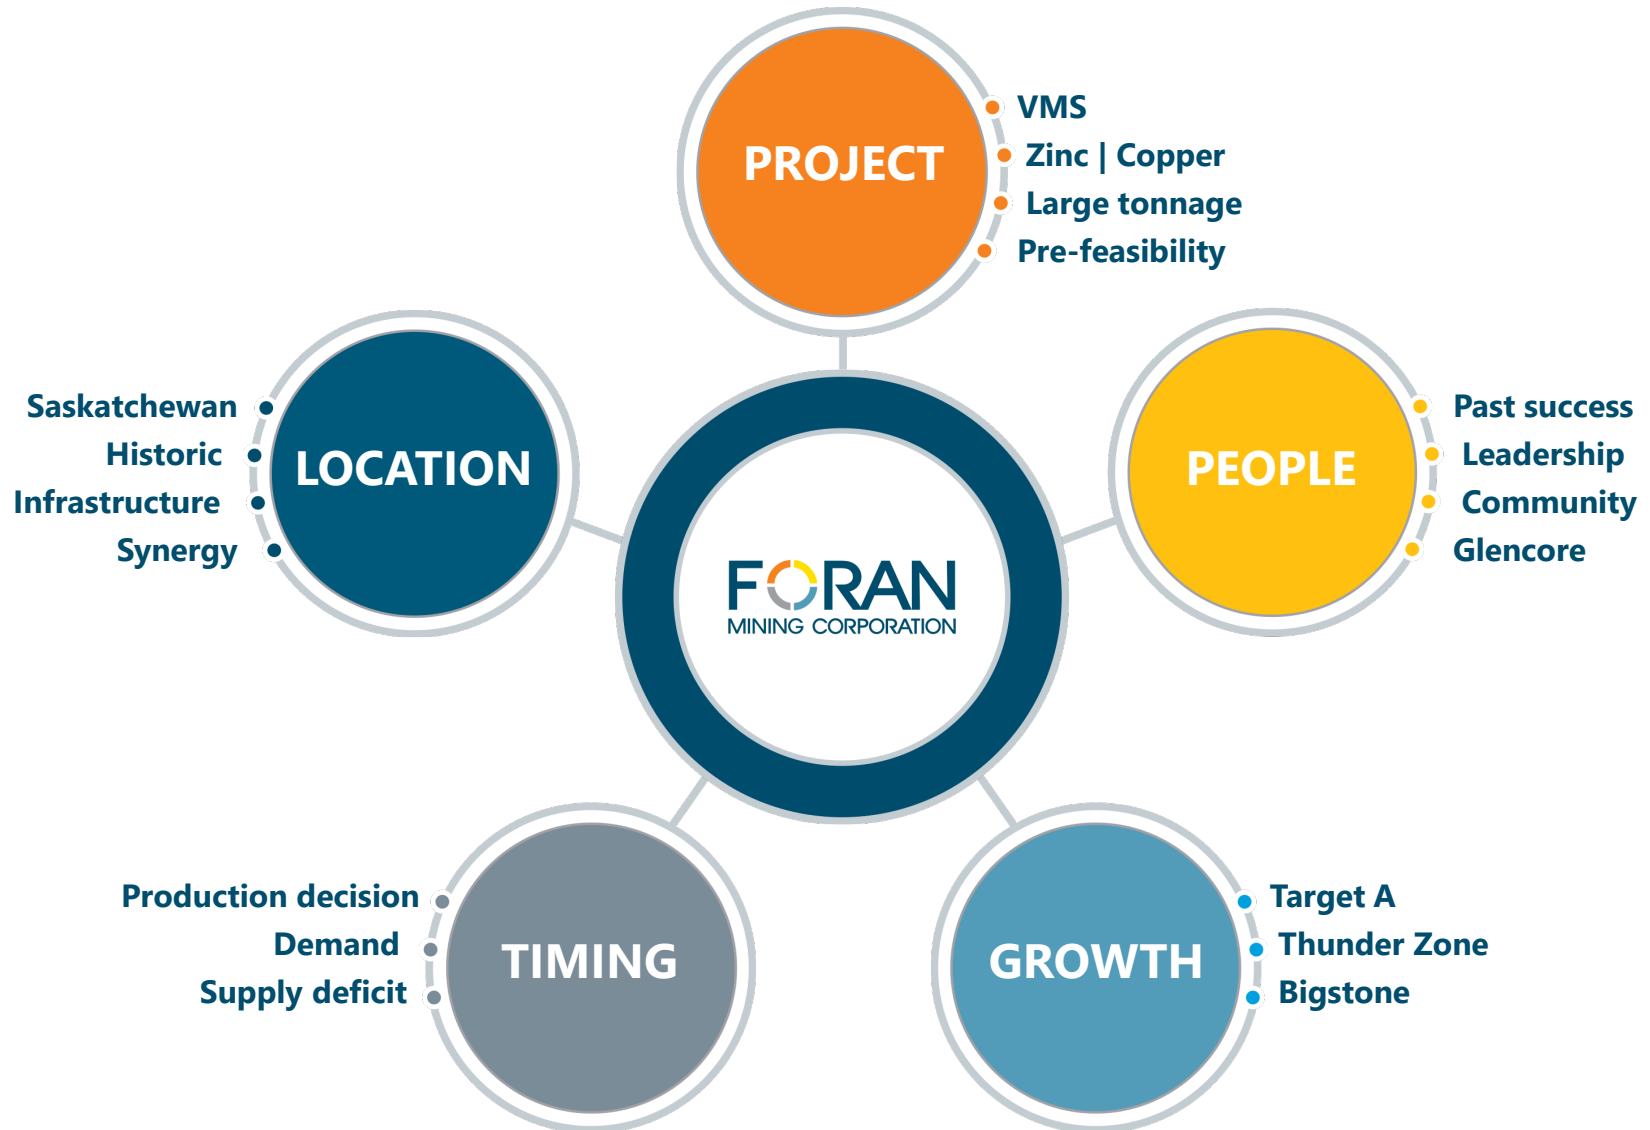 PROJECT
VMS
Zinc | Copper
Large tonnage
Pre-feasibility
LOCATION
Saskatchewan
Historic
Infrastructure
Synergy
PEOPLE
Past success
Leadership
Community
Glencore
FORAN
MINING CORPORATION
TIMING
Production decision
Demand
Supply deficit
GROWTH
Target A
Thunder Zone
Bigstone